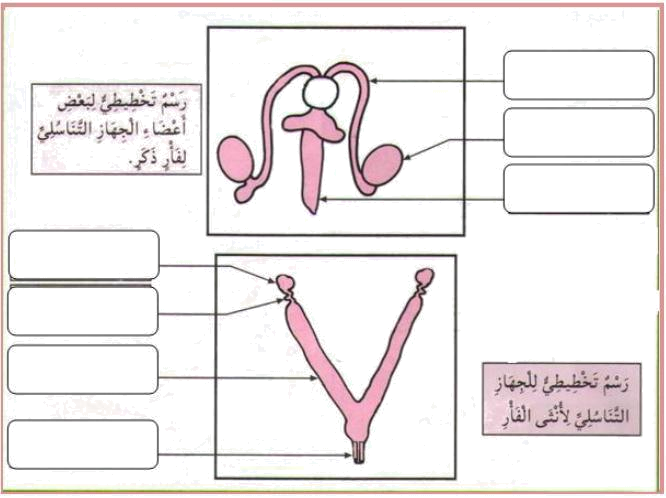 رَسْمٌ تَخْطِيطِيٌّ لِبَعْضِ
أَعْضَاءِ الْجِهَازِ التَّنَاسُلِيِّ
لِفَأْرٍ ذَكَرٍ.
رَسْمٌ تَخْطِيطِيٌّ لِلْجِهَازِ
التَّنَاسُلِيِّ لِأُنْثَى الْفَأْرِ